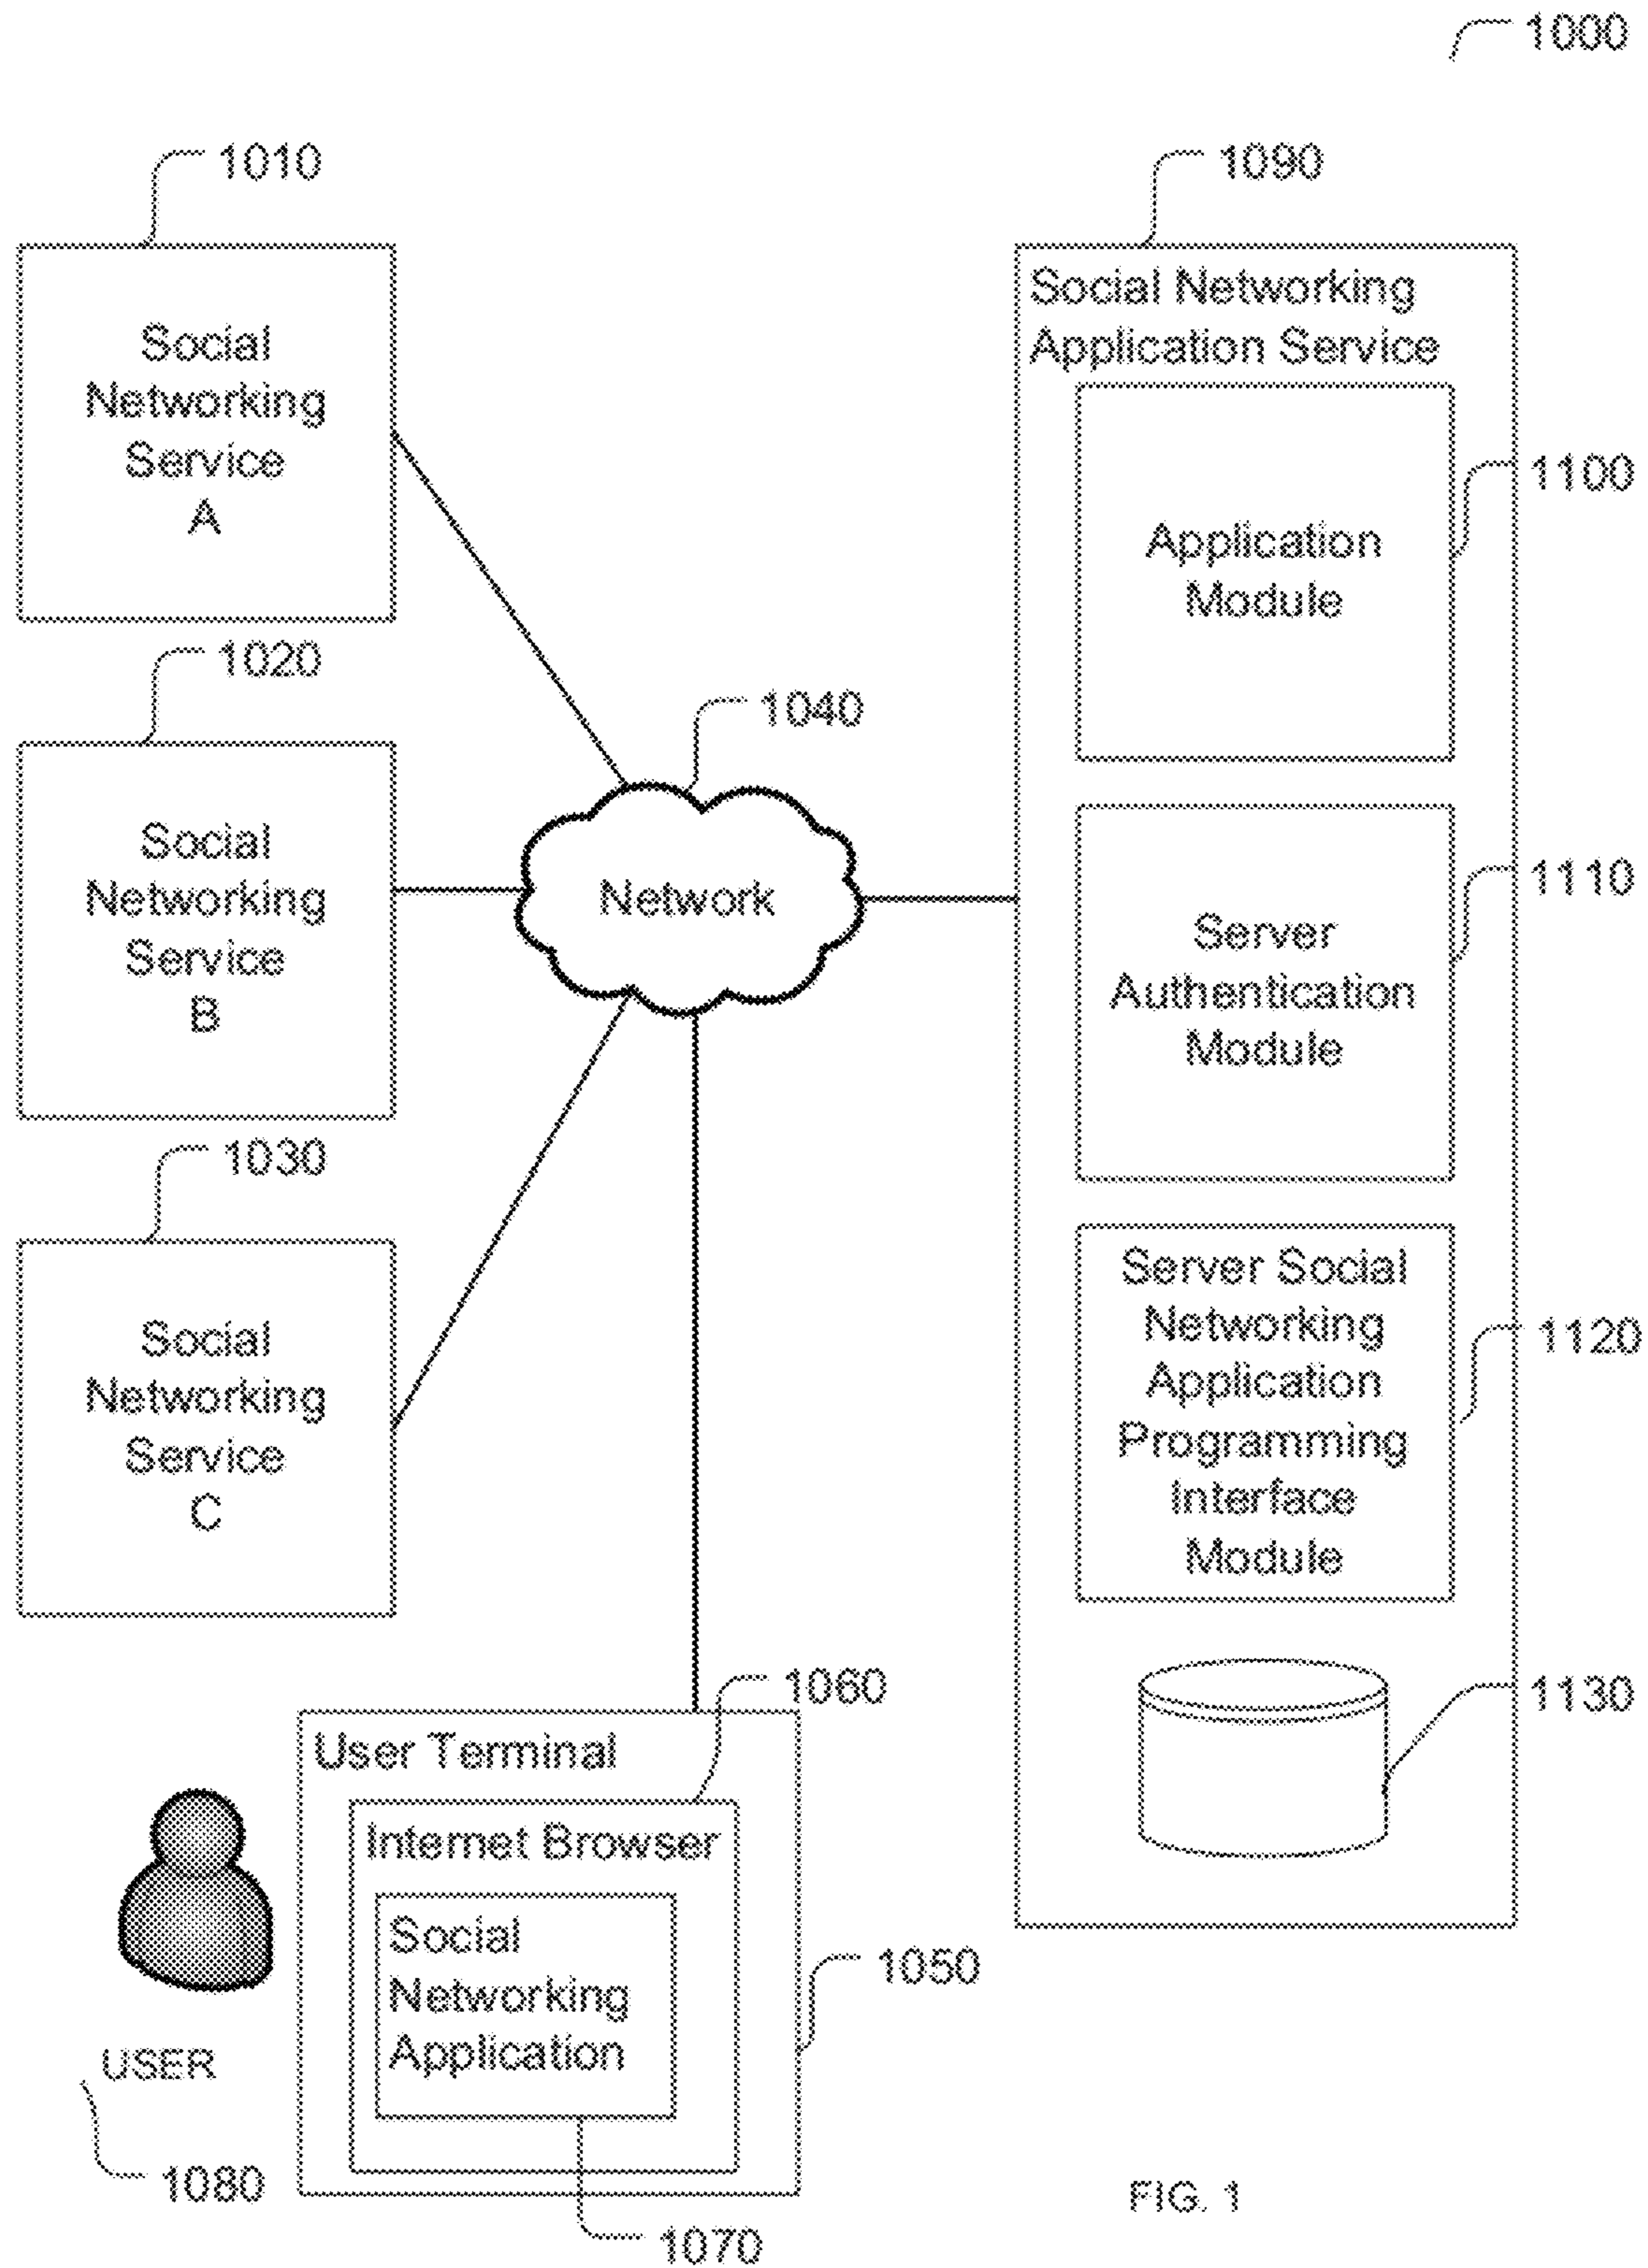 1000
1010
Social
Networking
Service
A
1020
Social
Networking
Service
B
1030
Social
Networking
Service
C
1040
Network
1090
Social Networking
Application Service
Application
Module
1100
Server
Authentication
Module
1110
Server Social
Networking
Application
Programming
Interface
Module
1120
1130
1060
User Terminal
Internet Browser
Social
Networking
Application
1050
1070
USER
1080
FIG. 1